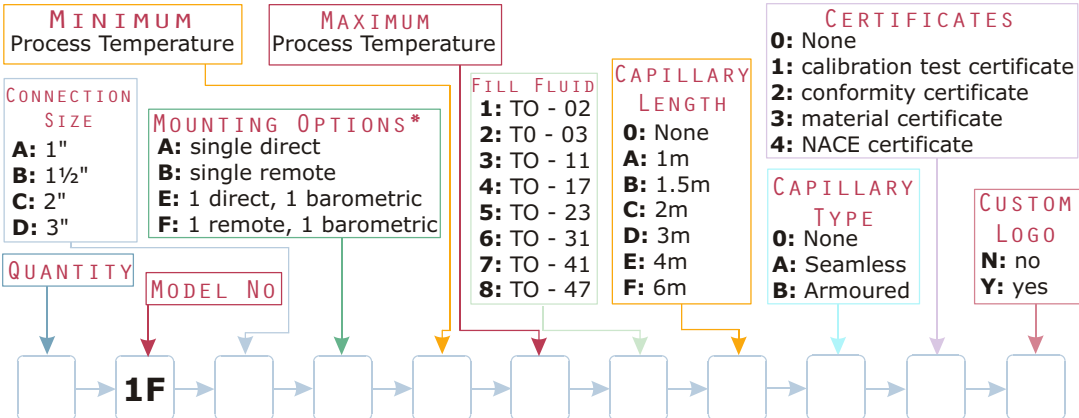 MINIMUM
Process Temperature
MAXIMUM
Process Temperature
CERTIFICATES
0: None
1: calibration test certificate
2: conformity certificate
3: material certificate
4: NACE certificate
CONNECTION
SIZE
A: 1"
B: 1½"
C: 2"
D: 3"
MOUNTING OPTIONS*
A: single direct
B: single remote
E: 1 direct, 1 barometric
F: 1 remote, 1 barometric
FILL FLUID
1: TO - 02
2: T0 - 03
3: TO - 11
4: TO - 17
5: TO - 23
6: TO - 31
7: TO - 41
8: TO - 47
CAPILLARY
LENGTH
0: None
A: 1m
B: 1.5m
C: 2m
D: 3m
E: 4m
F: 6m
CAPILLARY
TYPE
0: None
A: Seamless
B: Armoured
CUSTOM
LOGO
N: no
Y: yes
QUANTITY
MODEL NO
1F